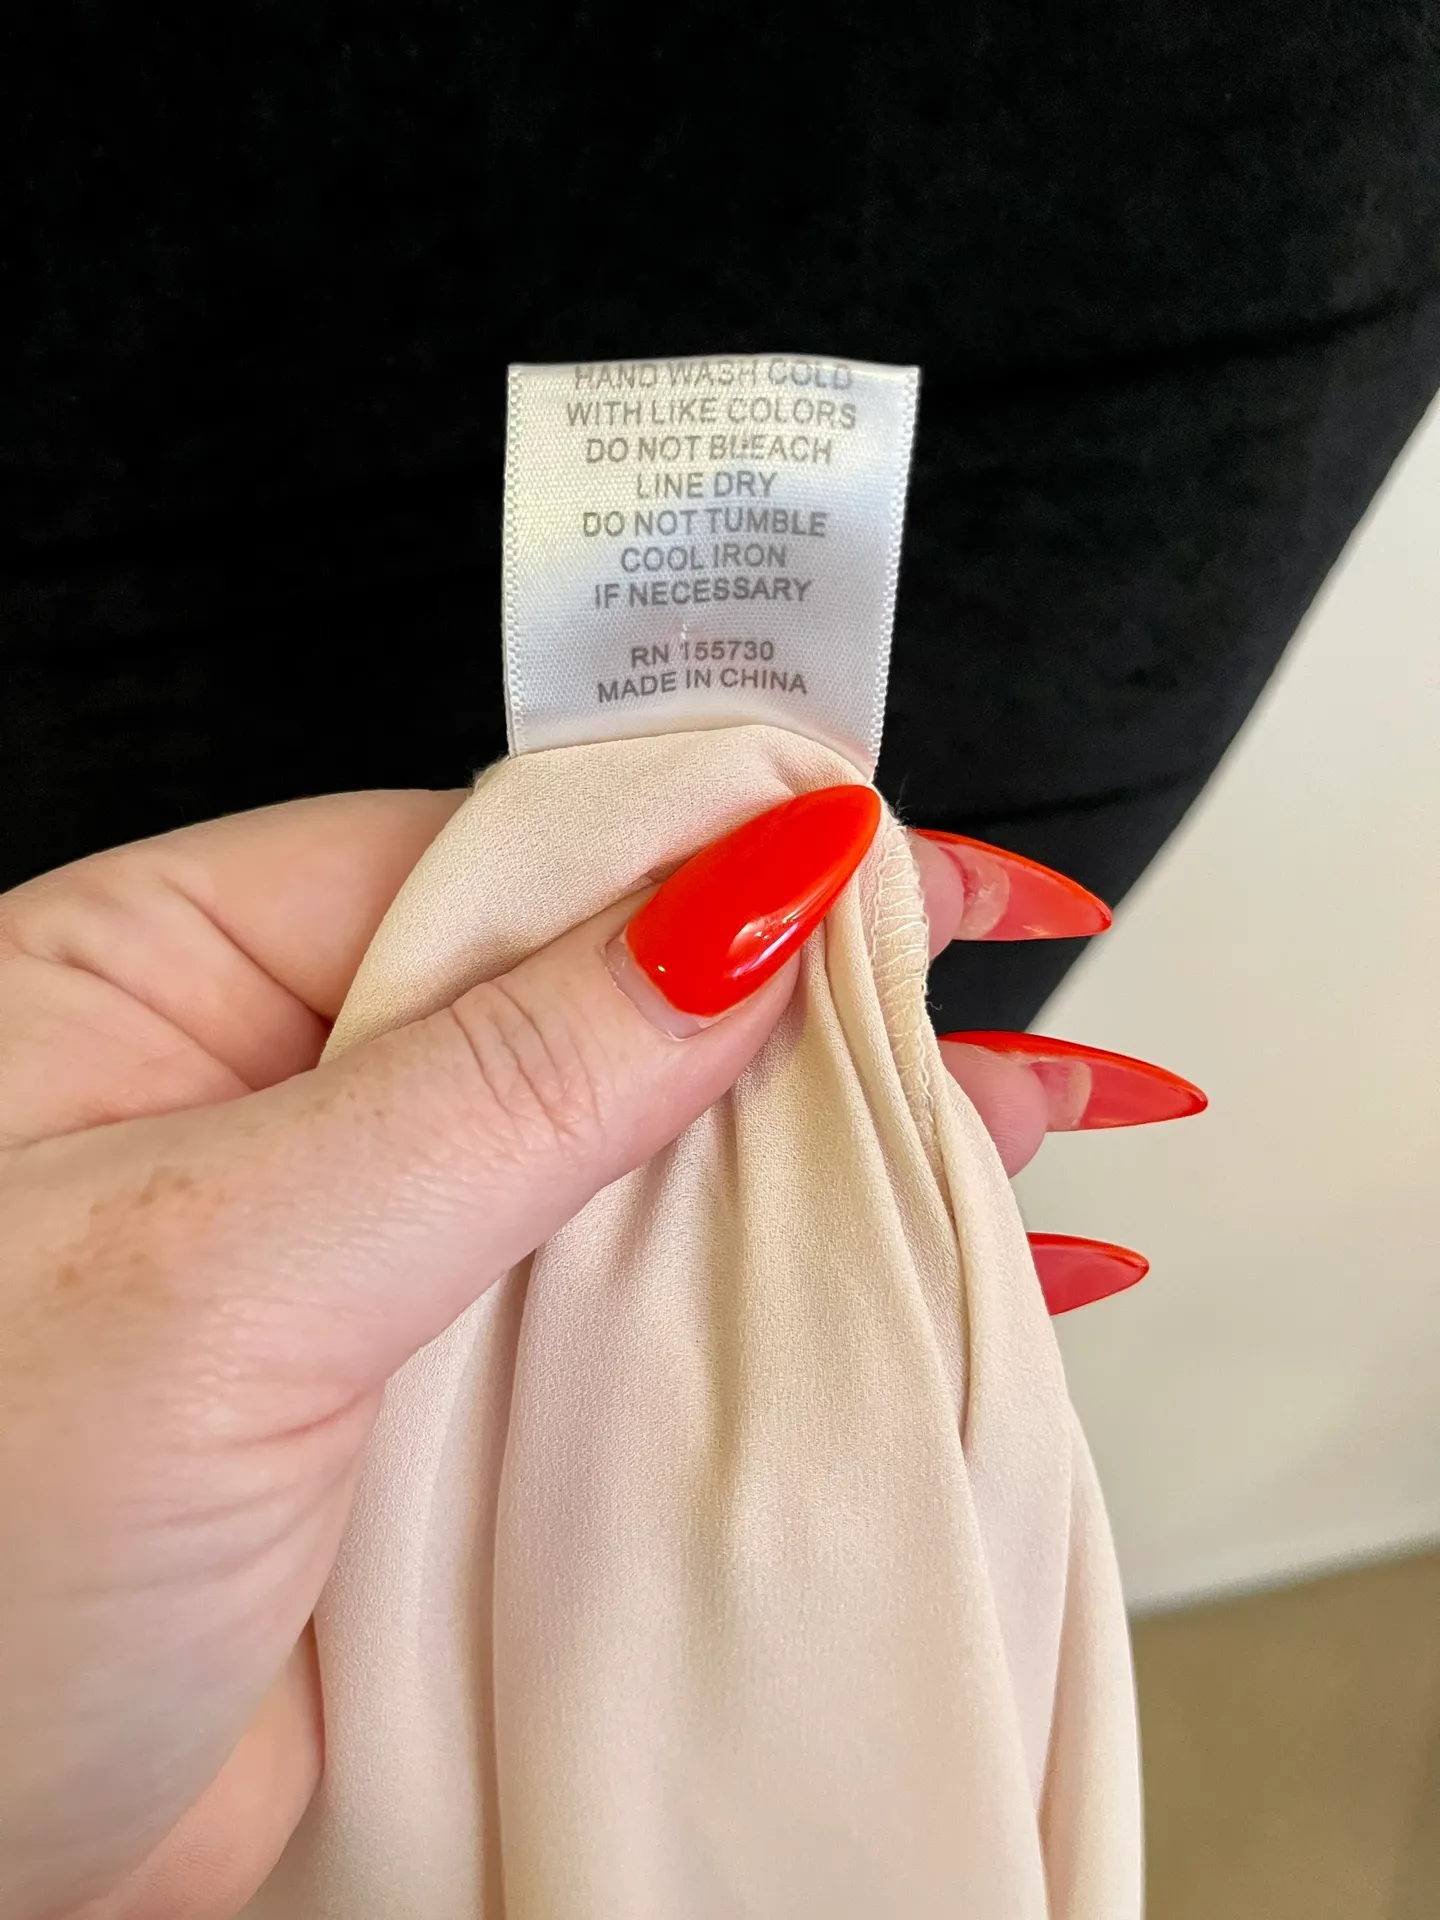 HAND WASH COLD
WITH LIKE COLORS
DO NOT BLEACH
LINE DRY
DO NOT TUMBLE
COOL IRON
IF NECESSARY
RN 155730
MADE IN CHINA